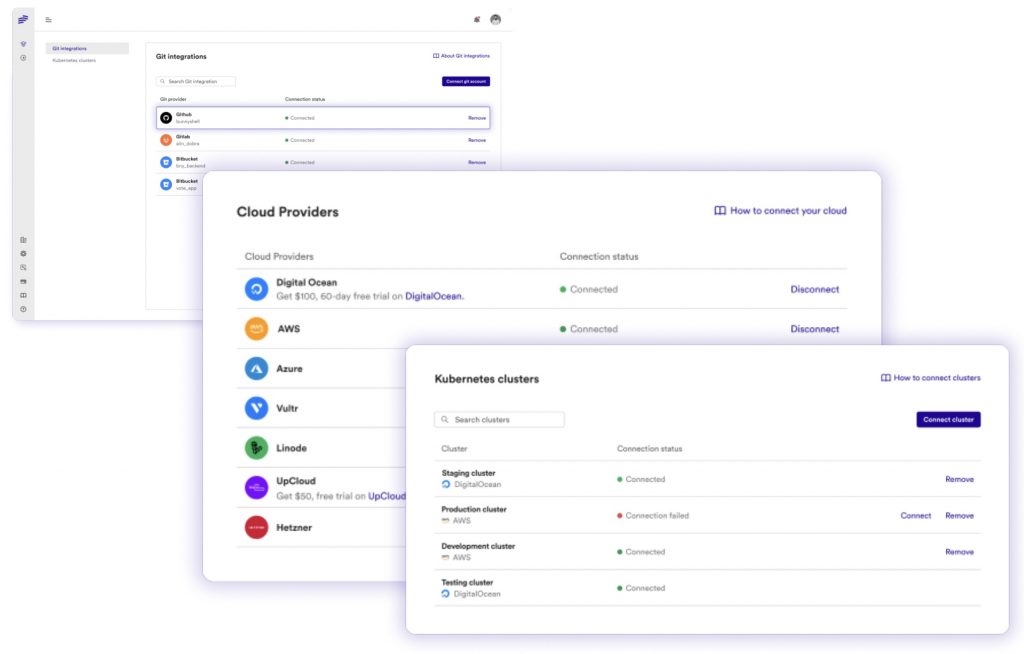 Git integrations
Kubernetes clusters
Git integrations
About Git integrations
Search Git integration
Connect git account
Git provider Connection status
Github
bunnyshell
Connected Remove
Gitlab
alin_dobra
Connected Remove
Bitbucket
tiny_backend
Connected Remove
Bitbucket
vote_app
Cloud Providers
How to connect your cloud
Cloud Providers Connection status
Digital Ocean
Get $100, 60-day free trial on DigitalOcean.
Connected Disconnect
AWS Connected Disconnect
Azure
Vultr
Linode
UpCloud
Get $50, free trial on UpCloud
Hetzner
Kubernetes clusters
How to connect clusters
Search clusters
Connect cluster
Cluster Connection status
Staging cluster
DigitalOcean
Connected Remove
Production cluster
AWS
Connection failed Connect Remove
Development cluster
AWS
Connected Remove
Testing cluster
DigitalOcean
Connected